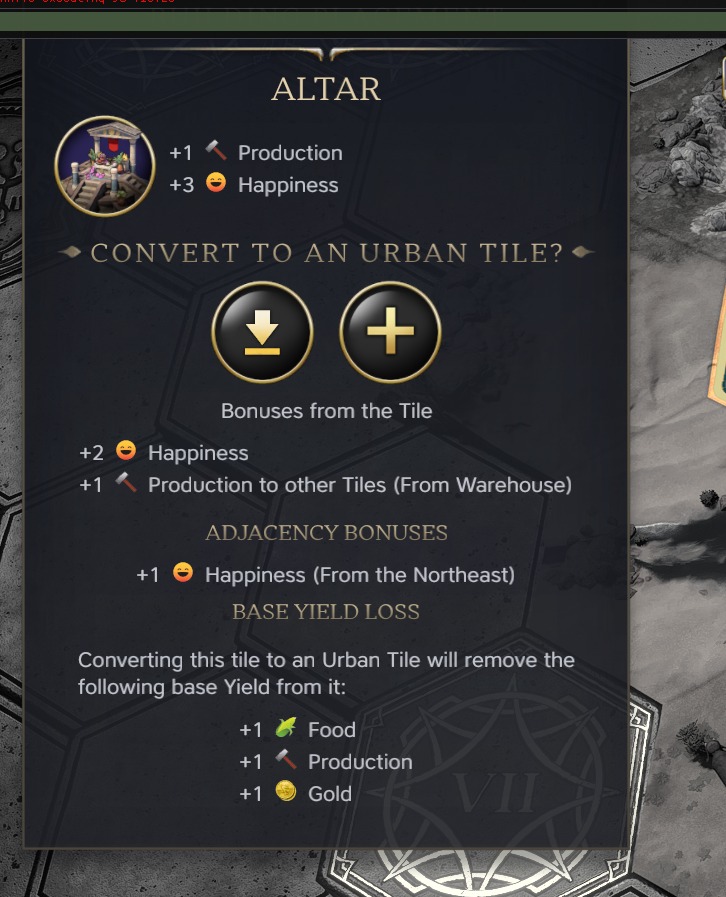 ALTAR
+1 Production
+3 Happiness
CONVERT TO AN URBAN TILE?
Bonuses from the Tile
+2 Happiness
+1 Production to other Tiles (From Warehouse)
ADJACENCY BONUSES
+1 Happiness (From the Northeast)
BASE YIELD LOSS
Converting this tile to an Urban Tile will remove the
following base Yield from it:
+1 Food
+1 Production
+1 Gold
VII